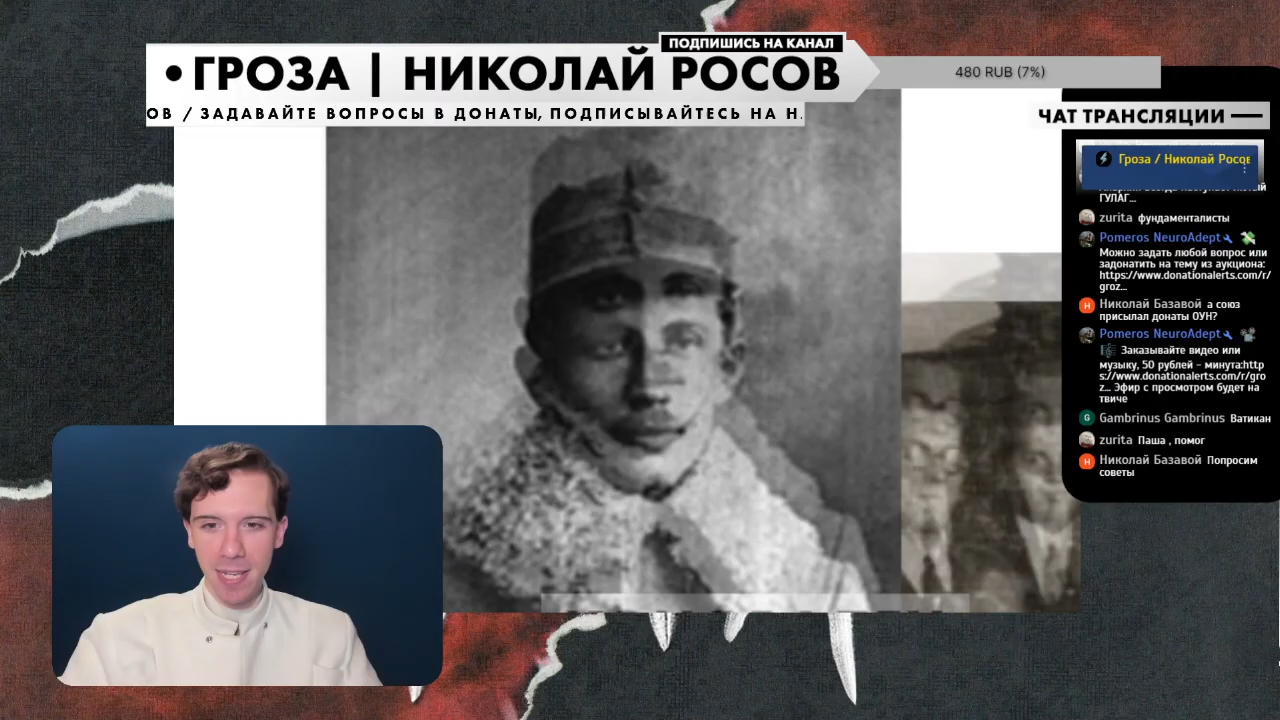 ПОДПИШИСЬ НА КАНАЛ
• ГРОЗА | НИКОЛАЙ РОСОВ
480 RUB (7%)
ОВ / ЗАДАВАЙТЕ ВОПРОСЫ В ДОНАТЫ, ПОДПИСЫВАЙТЕСЬ НА Н
ЧАТ ТРАНСЛЯЦИИ
Гроза / Николай Росов
ГУЛАГ...
zurita фундаменталисты
Pomeros NeuroAdept
Можно задать любой вопрос или
задонатить на тему из аукциона:
https://www.donationalerts.com/r/
groz...
Николай Базавой а союз
присылал донаты ОУН?
Pomeros NeuroAdept
Заказывайте видео или
музыку, 50 рублей - минута:http
s://www.donationalerts.com/r/gro
z... Эфир с просмотром будет на
твиче
Gambrinus Gambrinus Ватикан
zurita Паша , помог
Николай Базавой Попросим
советы